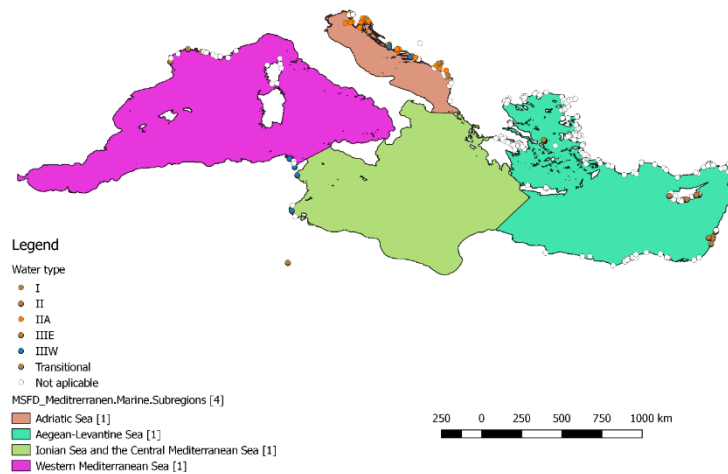 Legend
Water type
I
II
IIA
IIIE
IIIW
Transitional
Not aplicable
MSFD_Meditrerranen.Marine.Subregions [4]
Adriatic Sea [1]
Aegean-Levantine Sea [1]
Ionian Sea and the Central Mediterranean Sea [1]
Western Mediterranean Sea [1]
250 0 250 500 750 1000 km